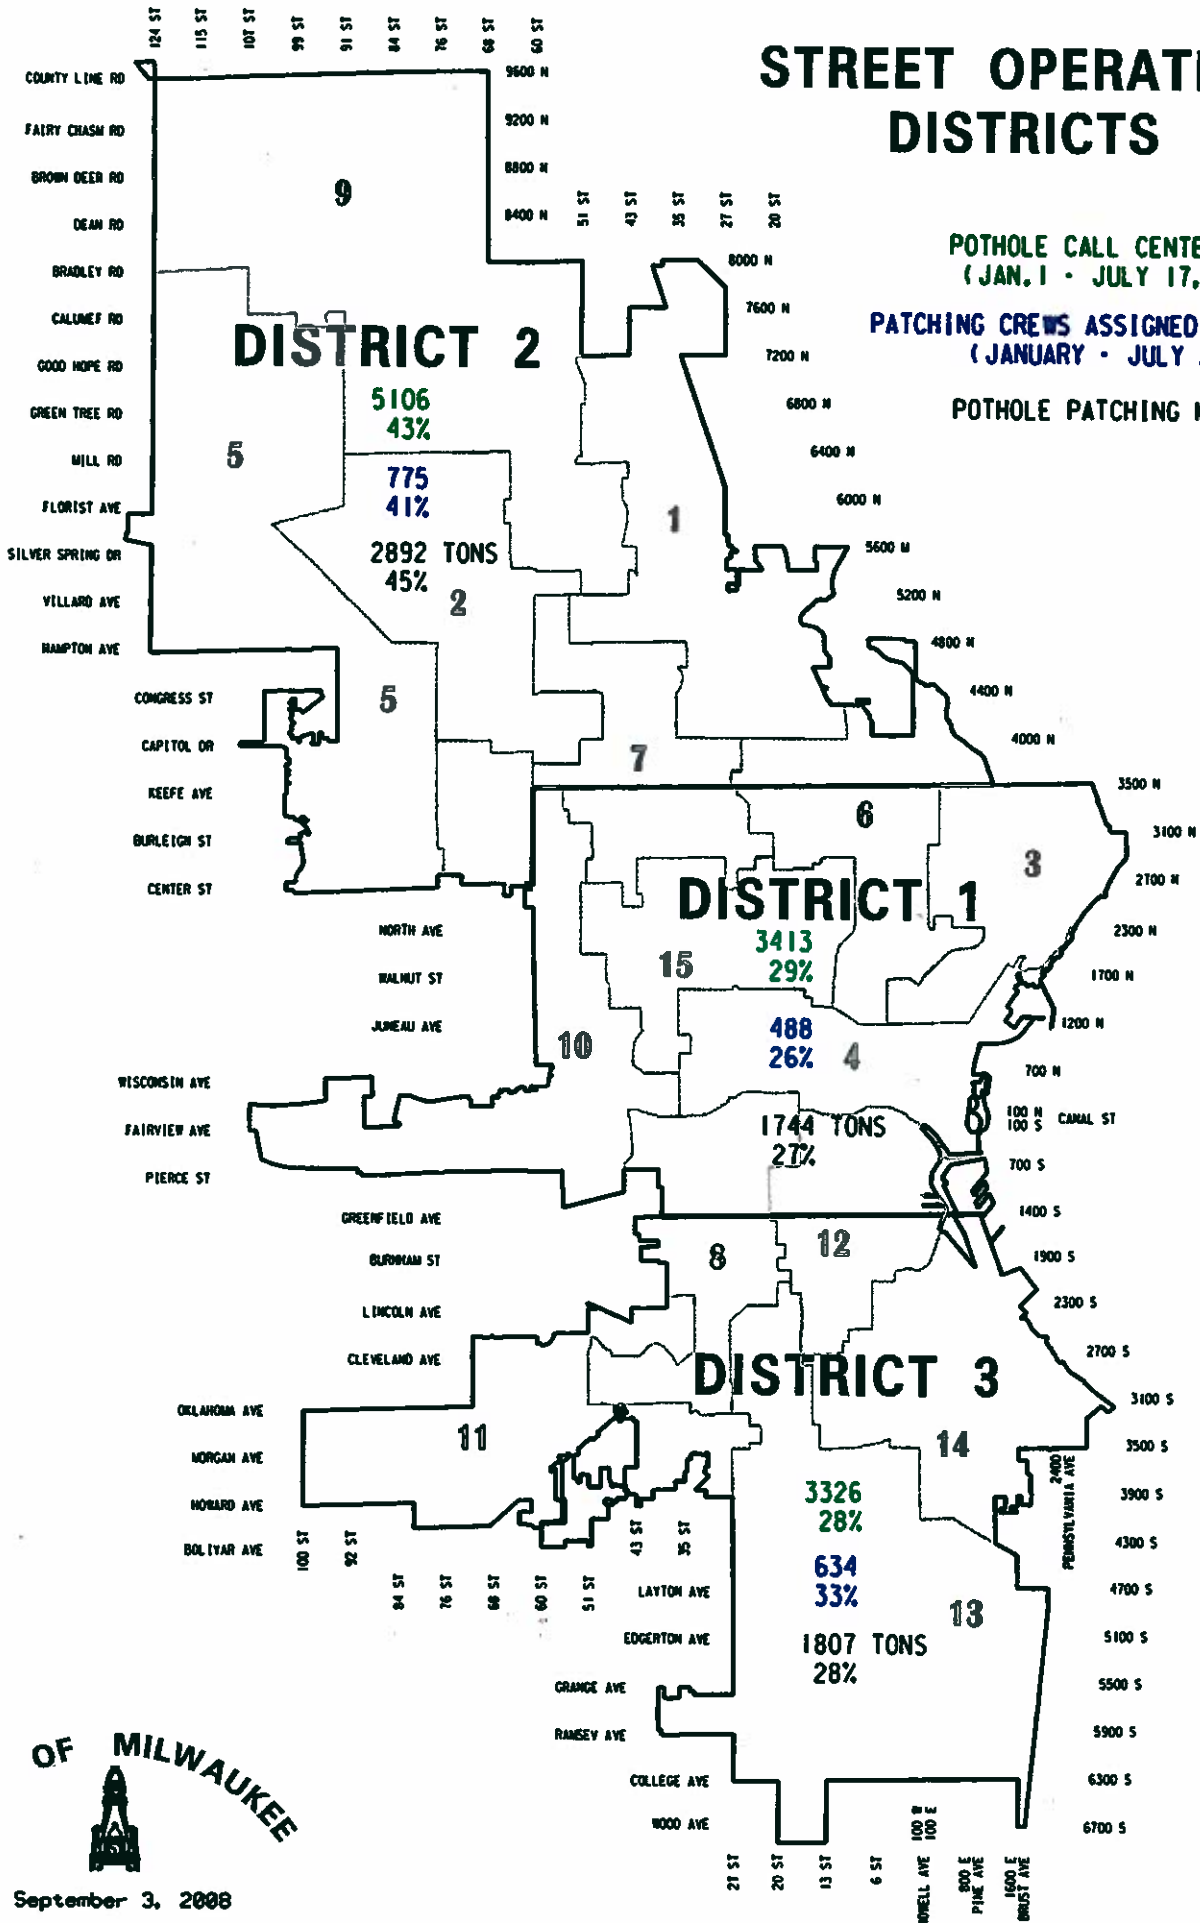 124 ST
115 ST
107 ST
99 ST
91 ST
84 ST
76 ST
68 ST
60 ST
STREET OPERATI
DISTRICTS
COUNTY LINE RD
9600 N
FAIRY CHASM RD
9200 N
BROWN DEER RD
8800 N
9
DEAN RD
8400 N
51 ST
43 ST
35 ST
27 ST
20 ST
POTHOLE CALL CENTE
(JAN.1 - JULY 17,
BRADLEY RD
8000 N
CALUMET RD
7600 N
PATCHING CREWS ASSIGNED
(JANUARY - JULY
DISTRICT 2
GOOD HOPE RD
7200 N
5106
43%
GREEN TREE RD
6800 N
POTHOLE PATCHING
MILL RD
5
6400 N
775
41%
FLORIST AVE
6000 N
1
SILVER SPRING DR
2892 TONS
45%
5600 N
VILLARD AVE
2
5200 N
HAMPTON AVE
4800 N
CONGRESS ST
5
4400 N
CAPITOL DR
4000 N
7
KEEFE AVE
3500 N
6
BURLEIGH ST
3100 N
3
CENTER ST
2700 N
DISTRICT 1
NORTH AVE
2300 N
3413
29%
15
WALNUT ST
1700 N
JUNEAU AVE
1200 N
488
26%
10
4
WISCONSIN AVE
700 N
FAIRVIEW AVE
1744 TONS
27%
100 N
100 S
CANAL ST
PIERCE ST
700 S
GREENFIELD AVE
1400 S
8
12
BURNHAM ST
1900 S
LINCOLN AVE
2300 S
CLEVELAND AVE
2700 S
DISTRICT 3
OKLAHOMA AVE
3100 S
11
14
MORGAN AVE
3500 S
2400
PENNSYLVANIA AVE
HOWARD AVE
3326
28%
3900 S
BOLIVAR AVE
100 ST
92 ST
43 ST
35 ST
4300 S
84 ST
76 ST
68 ST
60 ST
51 ST
LAYTON AVE
634
33%
4700 S
13
EDGERTON AVE
1807 TONS
28%
5100 S
GRANGE AVE
5500 S
RAMSEY AVE
5900 S
COLLEGE AVE
6300 S
WOOD AVE
6700 S
27 ST
20 ST
13 ST
6 ST
100 W
100 E
HOWELL AVE
800 E
PINE AVE
1600 E
BRUST AVE
OF MILWAUKEE
September 3, 2008